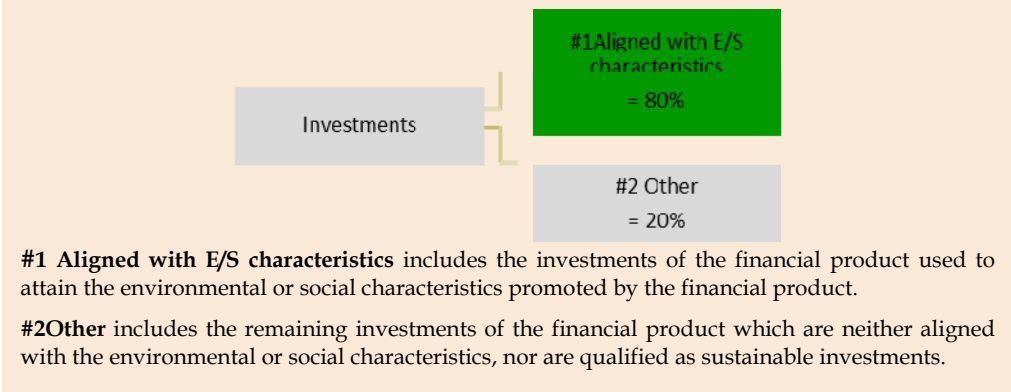 #1Aligned with E/S
characteristics
= 80%
Investments
#2 Other
= 20%
#1 Aligned with E/S characteristics includes the investments of the financial product used to
attain the environmental or social characteristics promoted by the financial product.
#2Other includes the remaining investments of the financial product which are neither aligned
with the environmental or social characteristics, nor are qualified as sustainable investments.